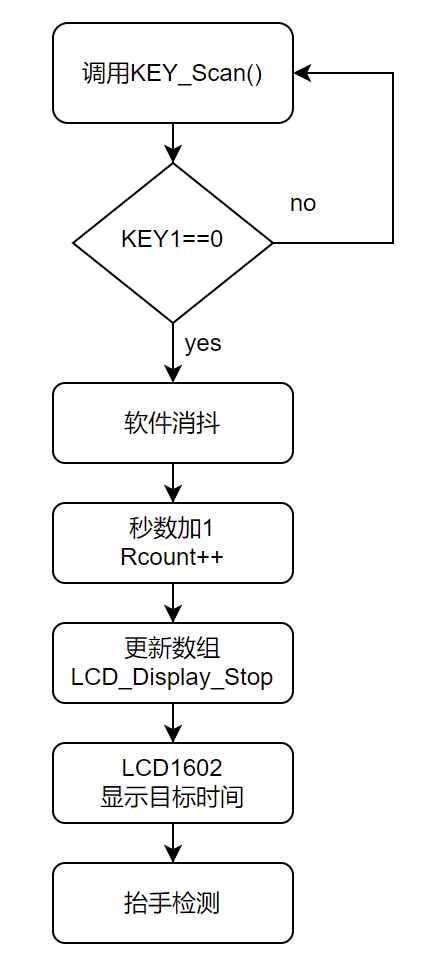 调用KEY_Scan()
no
KEY1==0
yes
软件消抖
秒数加1
Rcount++
更新数组
LCD_Display_Stop
LCD1602
显示目标时间
抬手检测